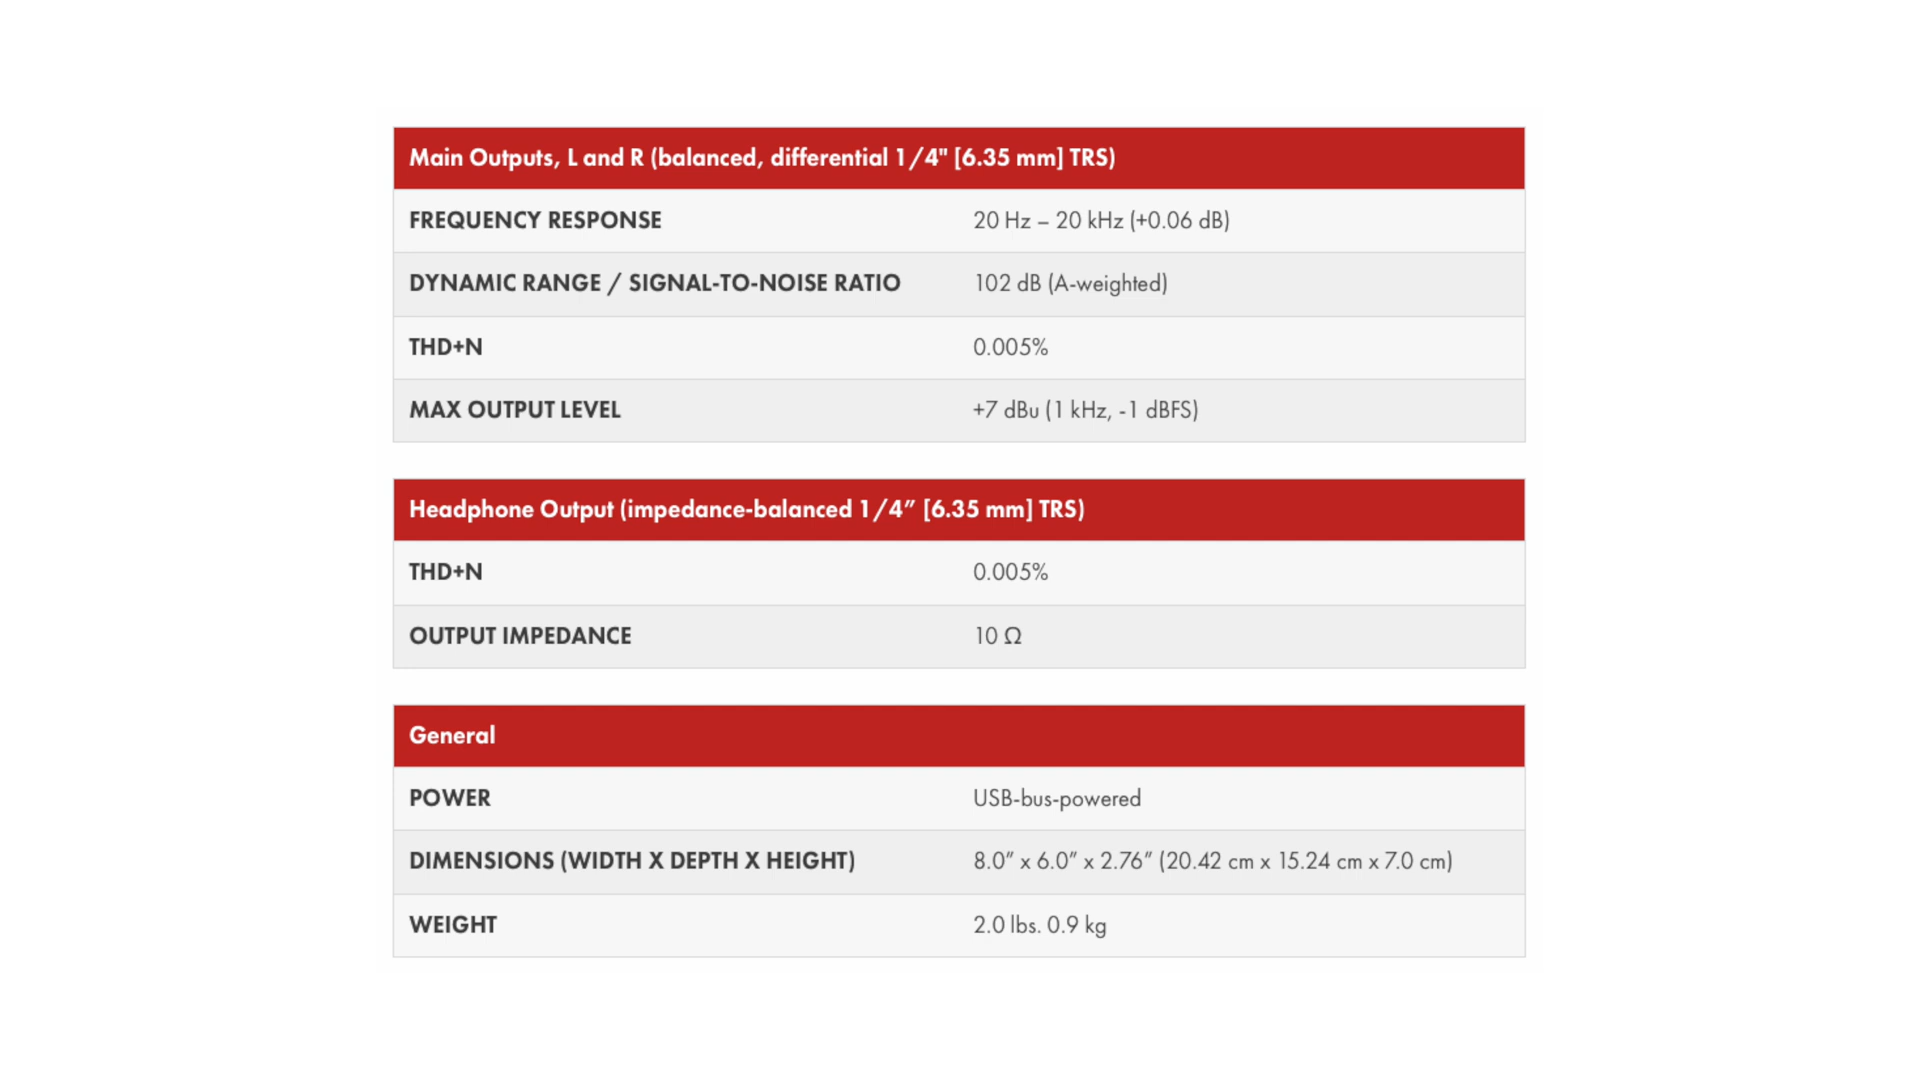 Main Outputs, L and R (balanced, differential 1/4" [6.35 mm] TRS)
FREQUENCY RESPONSE 20 Hz – 20 kHz (+0.06 dB)
DYNAMIC RANGE / SIGNAL-TO-NOISE RATIO 102 dB (A-weighted)
THD+N 0.005%
MAX OUTPUT LEVEL +7 dBu (1 kHz, -1 dBFS)
Headphone Output (impedance-balanced 1/4” [6.35 mm] TRS)
THD+N 0.005%
OUTPUT IMPEDANCE 10 Ω
General
POWER USB-bus-powered
DIMENSIONS (WIDTH X DEPTH X HEIGHT) 8.0” x 6.0” x 2.76” (20.42 cm x 15.24 cm x 7.0 cm)
WEIGHT 2.0 lbs. 0.9 kg